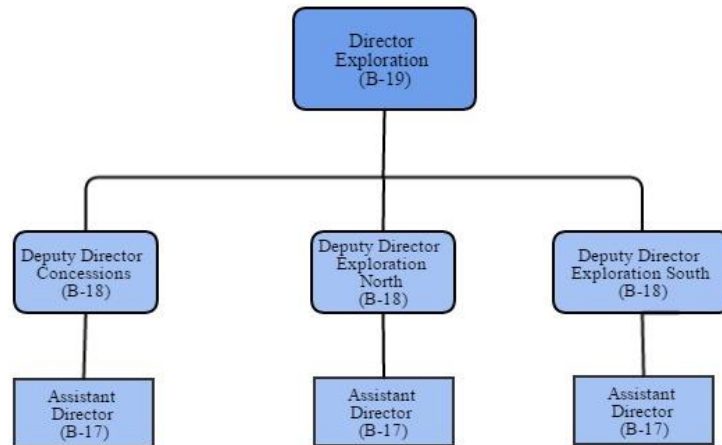 Director
Exploration
(B-19)
Deputy Director
Concessions
(B-18)
Deputy Director
Exploration
North
(B-18)
Deputy Director
Exploration South
(B-18)
Assistant
Director
(B-17)
Assistant
Director
(B-17)
Assistant
Director
(B-17)